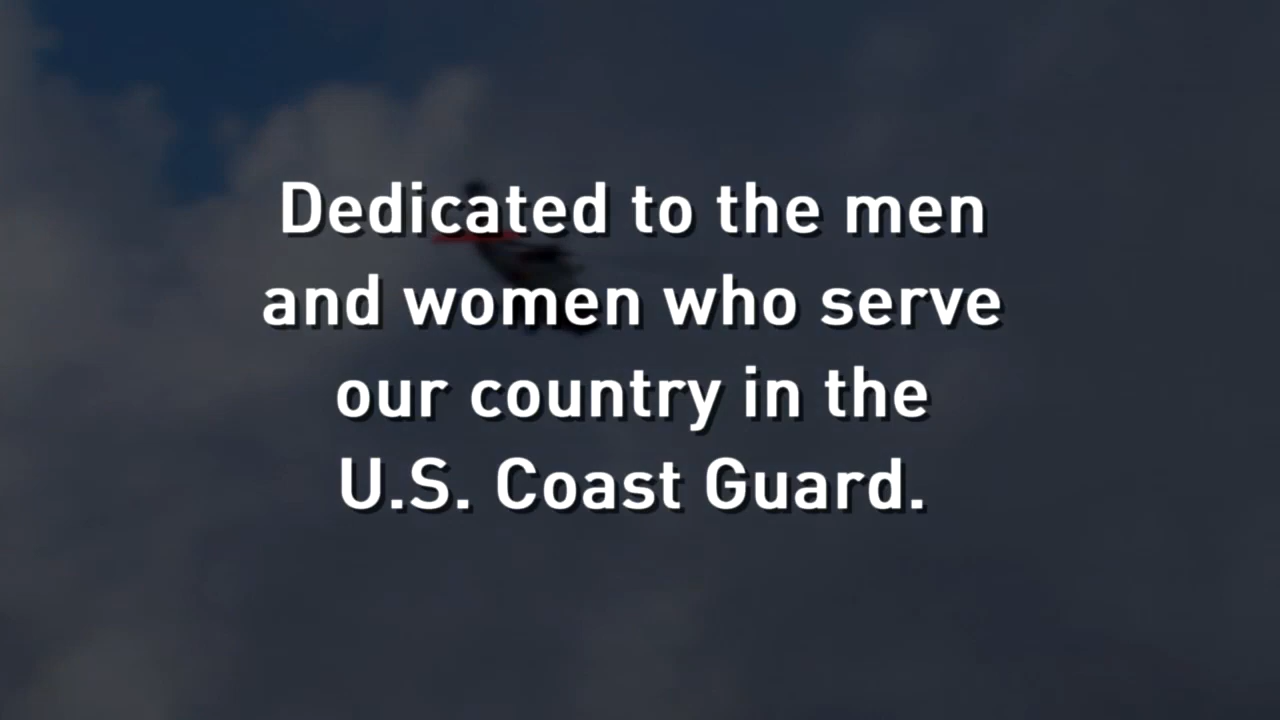 Dedicated to the men
and women who serve
our country in the
U.S. Coast Guard.